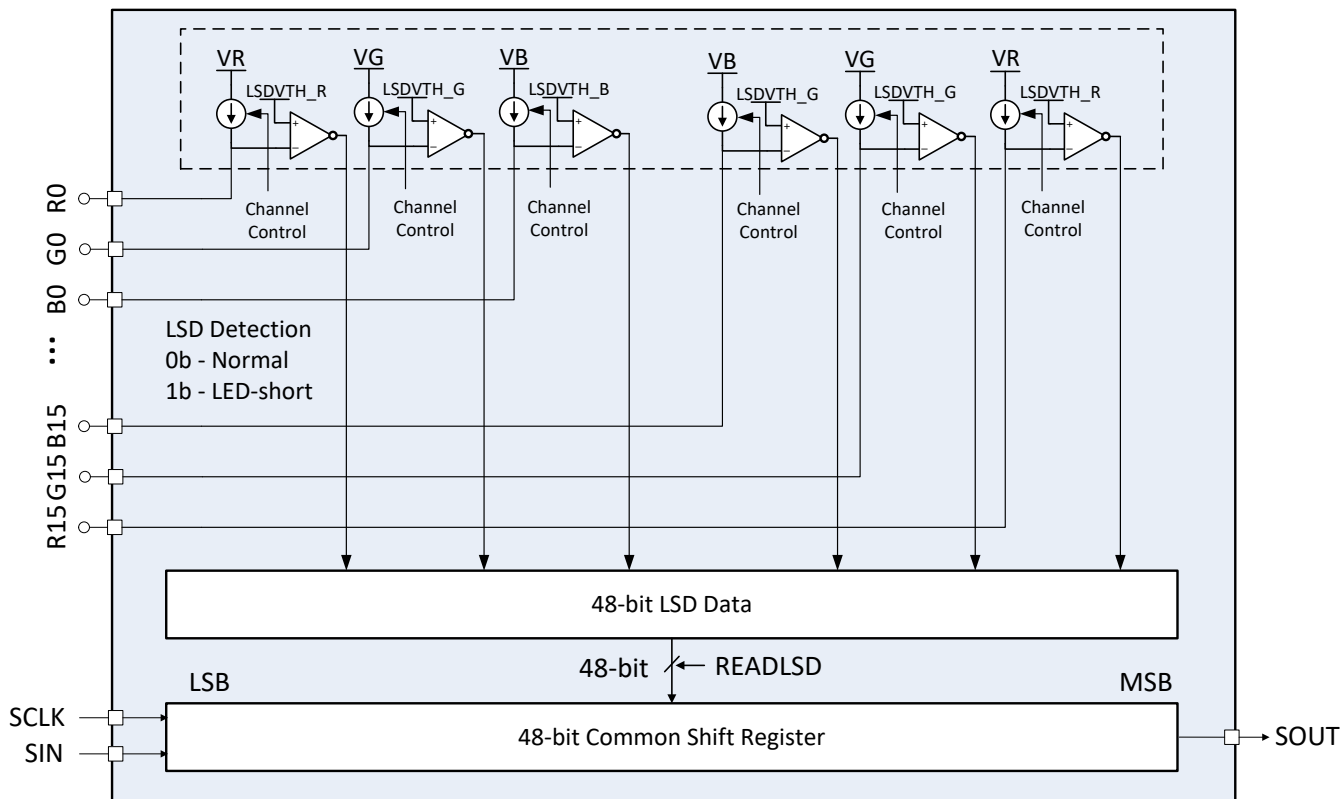 VR
VG
VB
VB
VG
VR
LSDVTH_R
LSDVTH_G
LSDVTH_B
LSDVTH_G
LSDVTH_G
LSDVTH_R
+
−
+
−
+
−
+
−
+
−
+
−
Channel
Control
Channel
Control
Channel
Control
Channel
Control
Channel
Control
Channel
Control
R0
G0
B0
...
B15
G15
R15
LSD Detection
0b - Normal
1b - LED-short
48-bit LSD Data
48-bit
READLSD
LSB
MSB
SCLK
SIN
48-bit Common Shift Register
SOUT